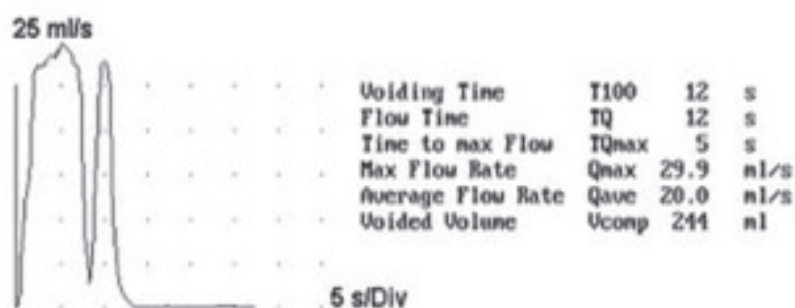 25 ml/s
Voiding Time T100 12 s
Flow Time TQ 12 s
Time to max Flow TQmax 5 s
Max Flow Rate Qmax 29.9 ml/s
Average Flow Rate Qave 20.0 ml/s
Voided Volume Vcomp 244 ml
5 s/Div